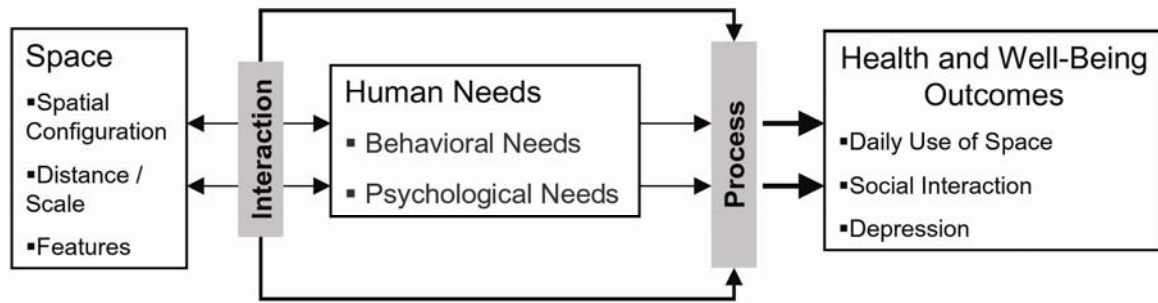 Space
▪Spatial
Configuration
▪Distance /
Scale
▪Features
Interaction
Human Needs
▪ Behavioral Needs
▪ Psychological Needs
Process
Health and Well-Being
Outcomes
▪Daily Use of Space
▪Social Interaction
▪Depression